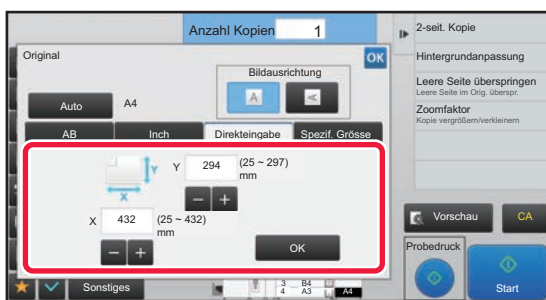 Anzahl Kopien 1
Original
OK
Bildausrichtung
A
A
Auto
A4
AB
Inch
Direkteingabe
Spezif. Grösse
Y
X
Y 294 (25 ~ 297)
mm
X 432 (25 ~ 432)
mm
OK
Sonstiges
3 B4
4 A3
A4
2-seit. Kopie
Hintergrundanpassung
Leere Seite überspringen
Leere Seite im Orig. überspr.
Zoomfaktor
Kopie vergrößern/verkleinern
Vorschau
CA
Probedruck
Start